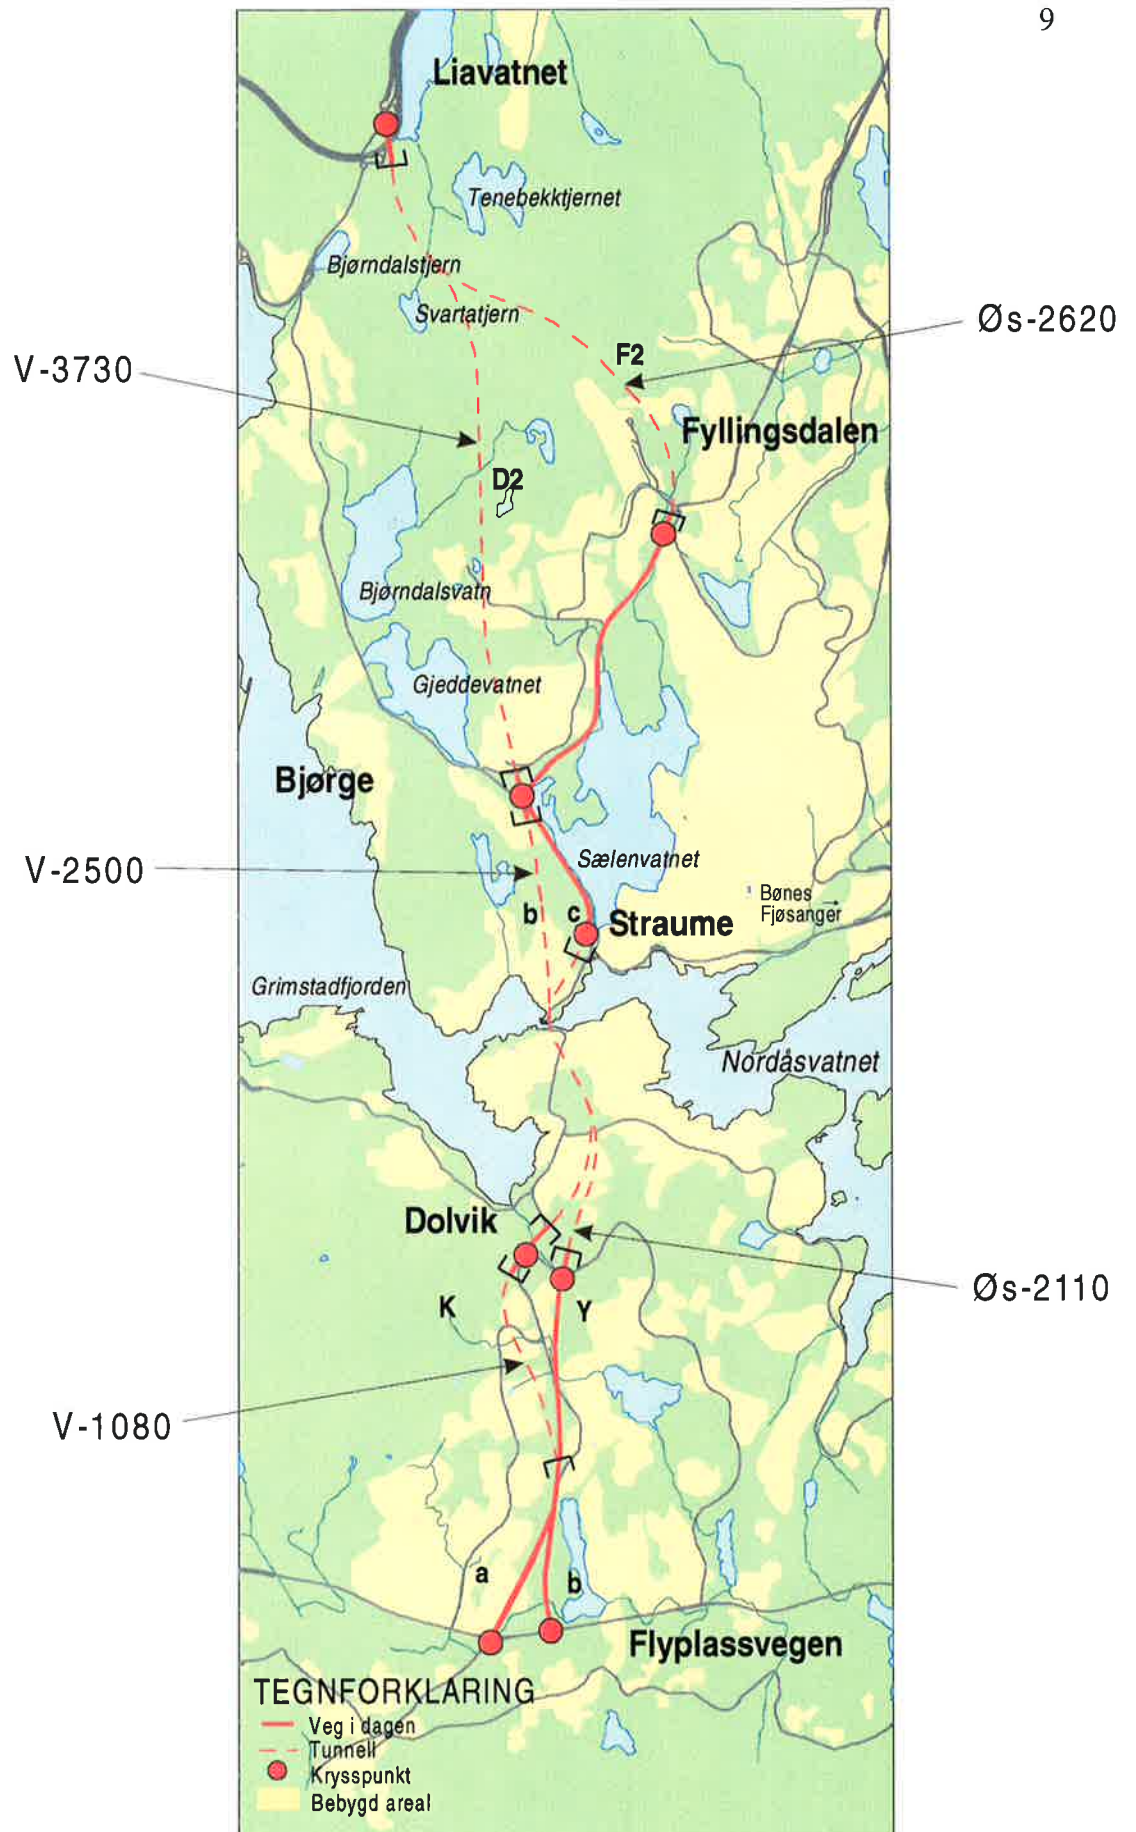 9
Liavatnet
Tenebekktjernet
Bjørndalstjern
Svartatjern
Øs-2620
F2
V-3730
Fyllingsdalen
D2
Bjørndalsvatn
Gjeddevatnet
Bjørge
Sælenvatnet
V-2500
Bønes
Fjøsanger
b
c
Straume
Grimstadfjorden
Nordåsvatnet
Dolvik
Øs-2110
K
Y
V-1080
a
b
Flyplassvegen
TEGNFORKLARING
Veg i dagen
Tunnell
Krysspunkt
Bebygd areal